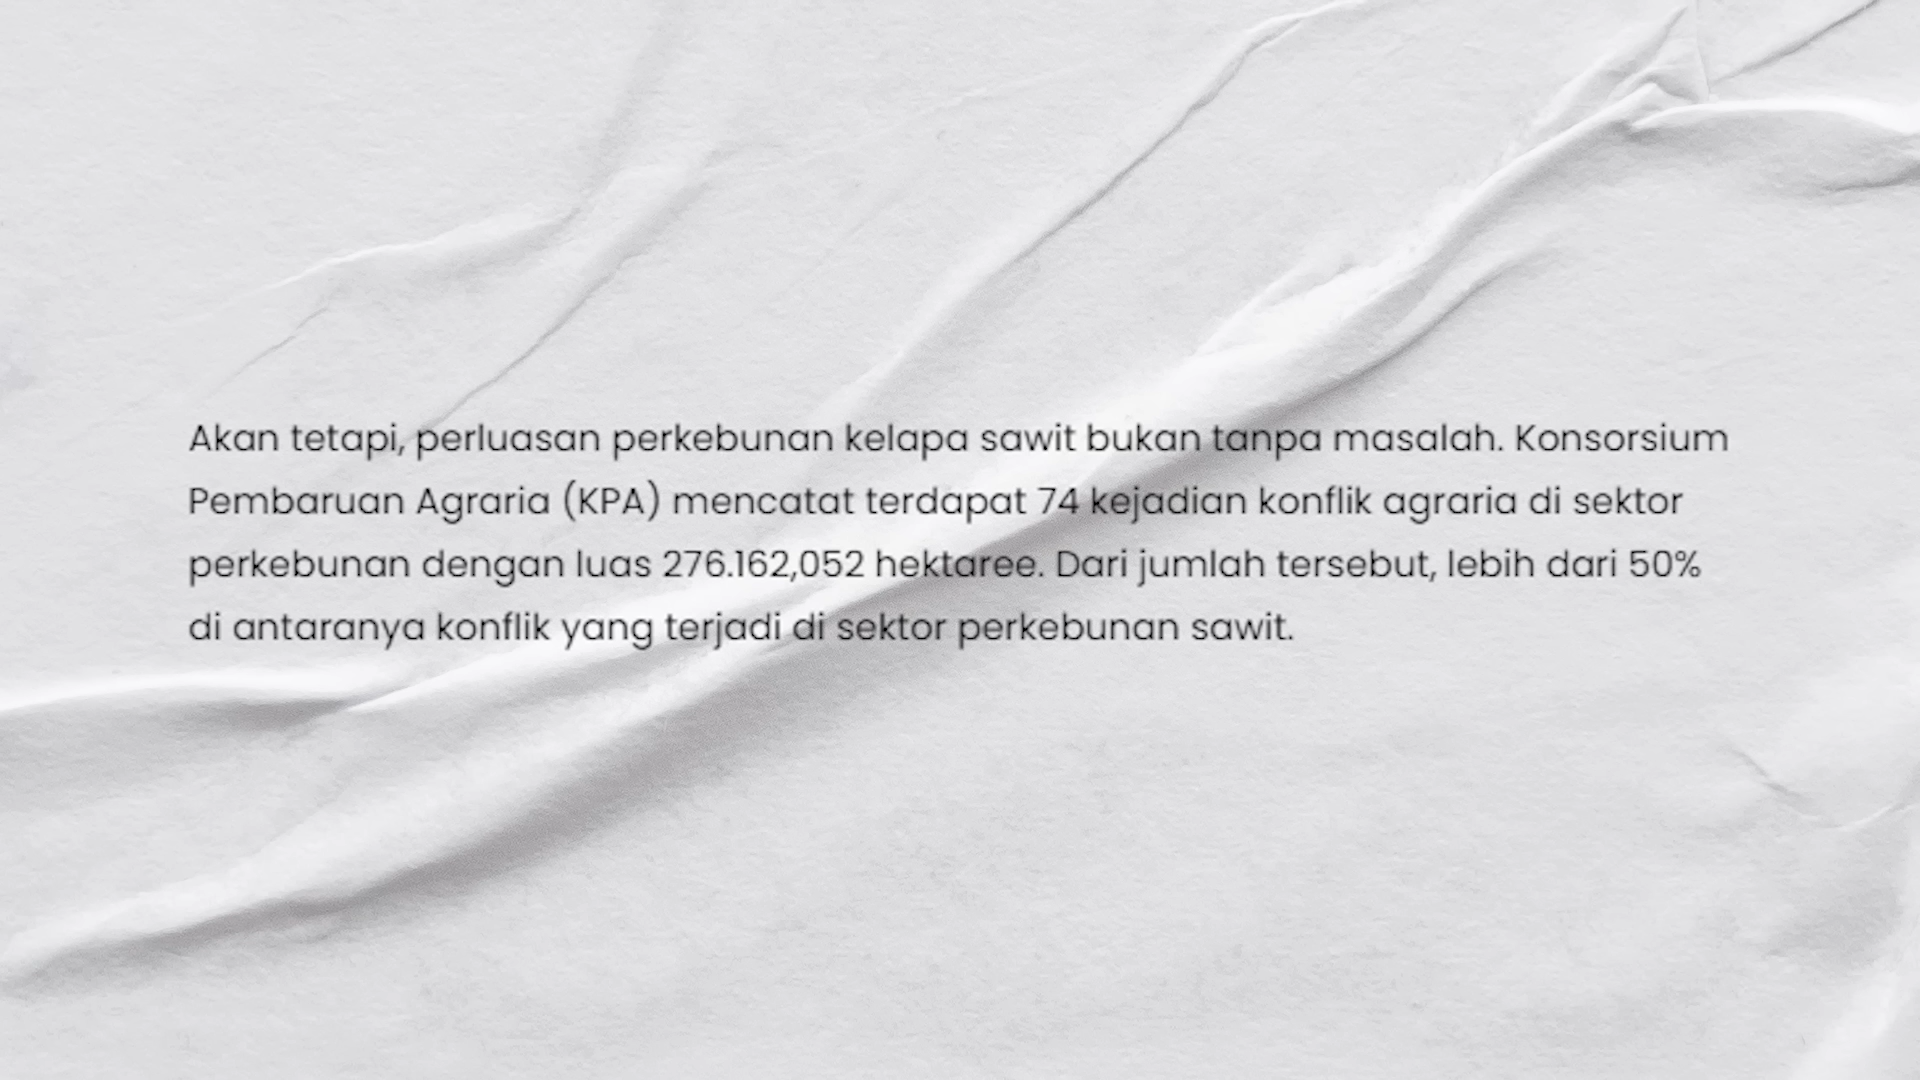 Akan tetapi, perluasan perkebunan kelapa sawit bukan tanpa masalah. Konsorsium
Pembaruan Agraria (KPA) mencatat terdapat 74 kejadian konflik agraria di sektor
perkebunan dengan luas 276.162,052 hektaree. Dari jumlah tersebut, lebih dari 50%
di antaranya konflik yang terjadi di sektor perkebunan sawit.